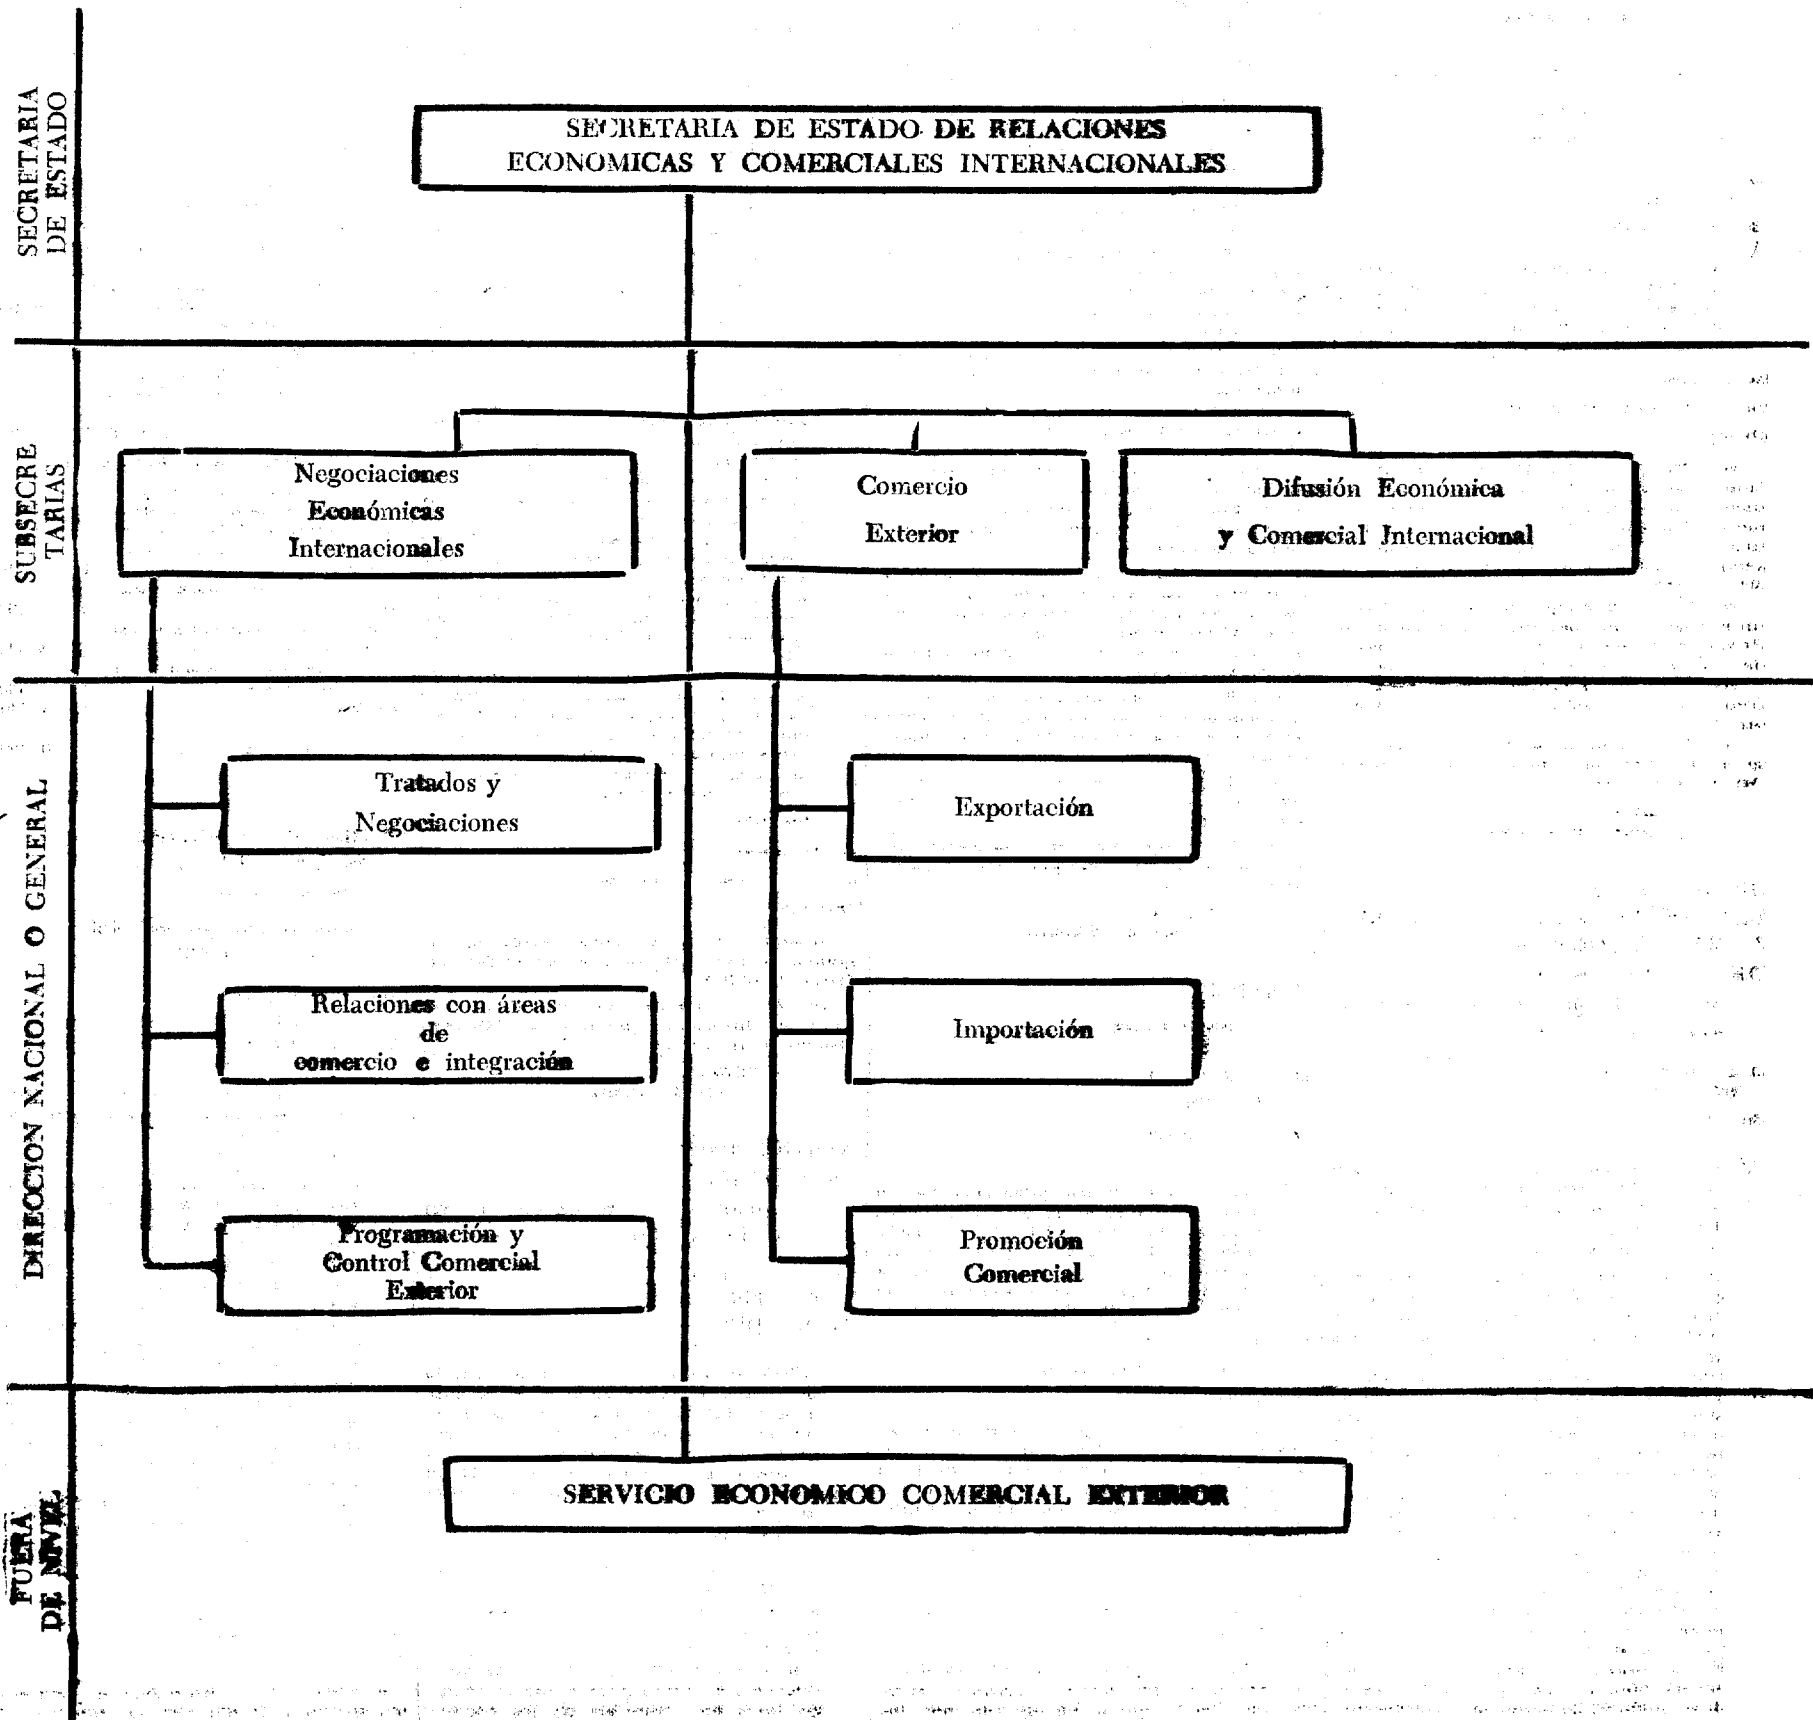 SECRETARIA
DE ESTADO
SECRETARIA DE ESTADO DE RELACIONES
ECONOMICAS Y COMERCIALES INTERNACIONALES
SUBSECRE
TARIAS
Negociaciones
Económicas
Internacionales
Comercio
Exterior
Difusión Económica
y Comercial Internacional
DIRECCION NACIONAL O GENERAL
Tratados y
Negociaciones
Exportación
Relaciones con áreas
de
comercio e integración
Importación
Programación y
Control Comercial
Exterior
Promoción
Comercial
FUERA
DE NIVEL
SERVICIO ECONOMICO COMERCIAL EXTERIOR